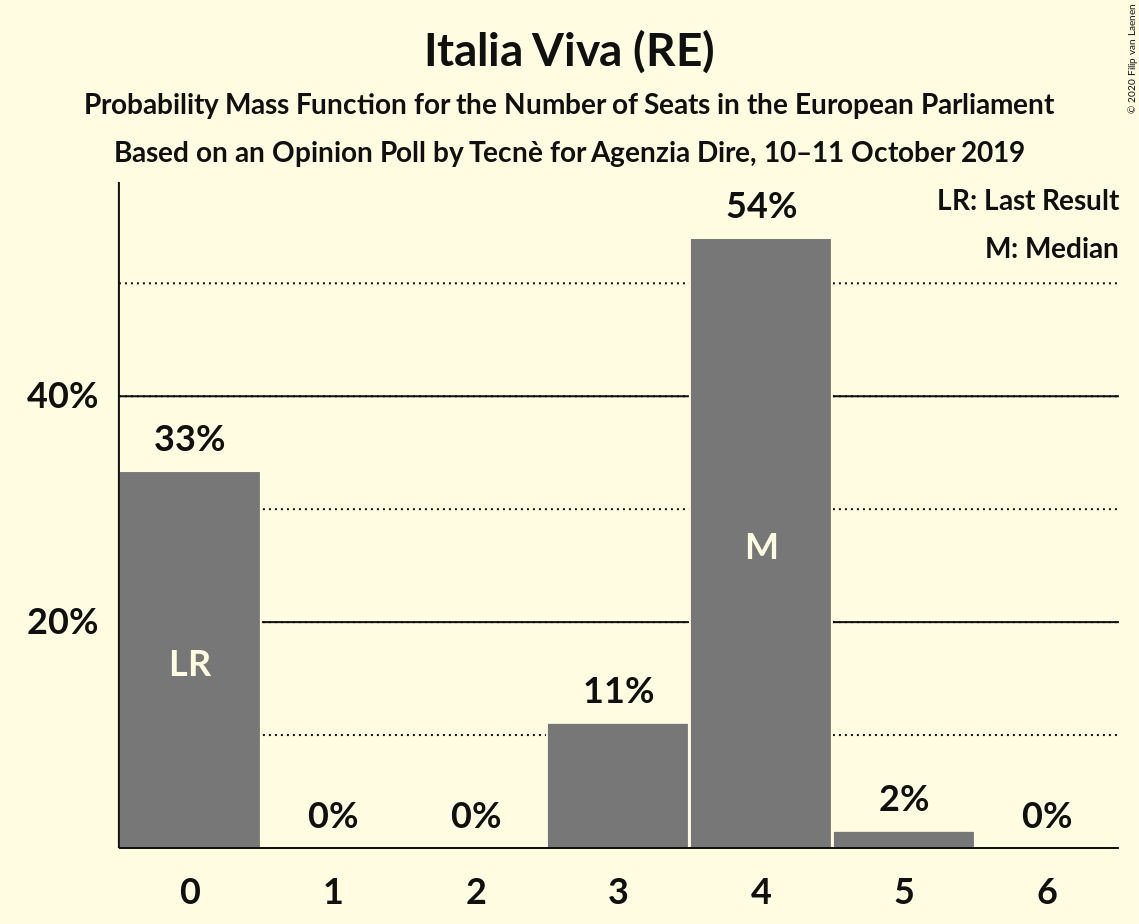 Italia Viva (RE)
Probability Mass Function for the Number of Seats in the European Parliament
Based on an Opinion Poll by Tecnè for Agenzia Dire, 10–11 October 2019
© 2020 Filip van Laenen
LR: Last Result
M: Median
54%
40%
33%
M
20%
LR
11%
2%
0%
0%
0%
0 1 2 3 4 5 6